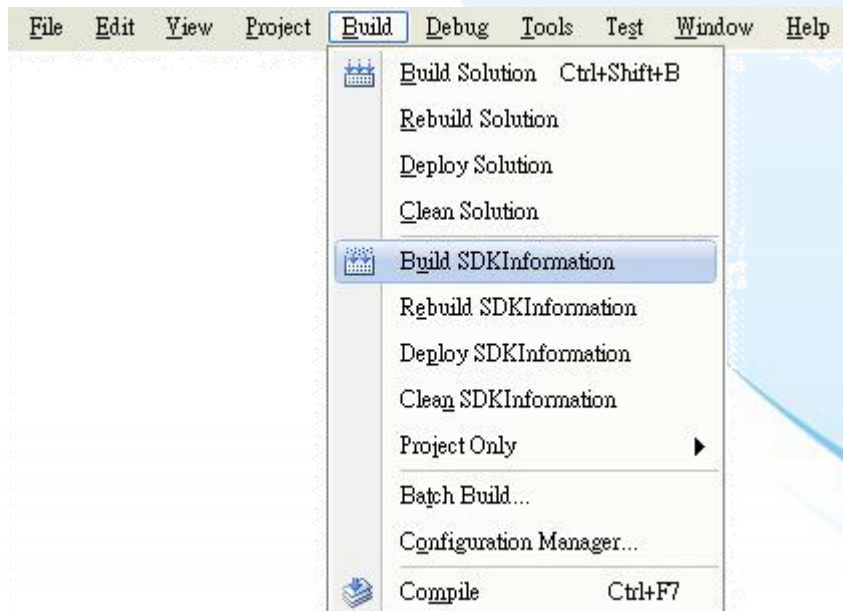 File Edit View Project Build Debug Tools Test Window Help
Build Solution Ctrl+Shift+B
Rebuild Solution
Deploy Solution
Clean Solution
Build SDKInformation
Rebuild SDKInformation
Deploy SDKInformation
Clean SDKInformation
Project Only
Batch Build...
Configuration Manager...
Compile Ctrl+F7